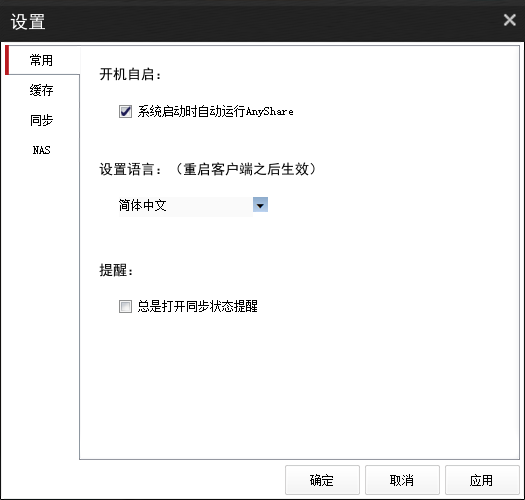 设置
常用
缓存
同步
NAS
开机自启：
系统启动时自动运行AnyShare
设置语言：（重启客户端之后生效）
简体中文
提醒：
总是打开同步状态提醒
确定
取消
应用